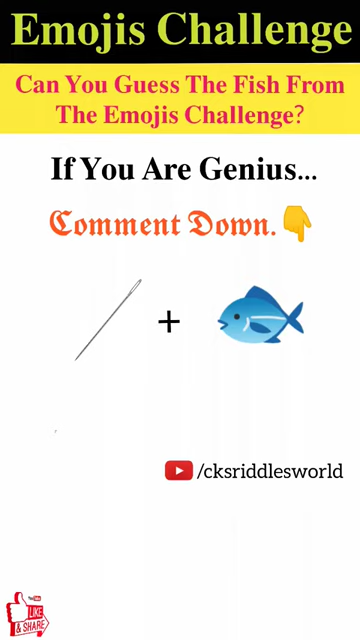 Emojis Challenge
Can You Guess The Fish From
The Emojis Challenge?
If You Are Genius...
Comment Down.👇
+
/cksriddlesworld
YouTube
LIKE
& SHARE